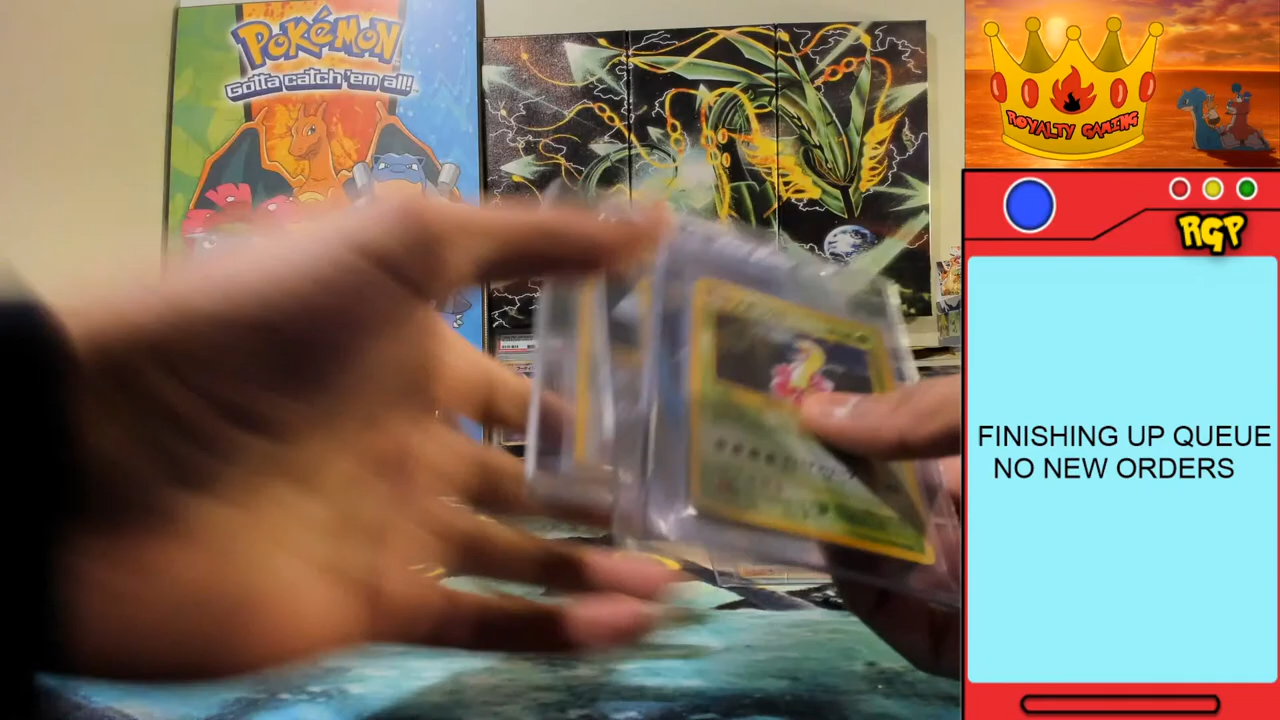 POKéMON
Gotta catch 'em all!
ROYALTY GAMING
RGP
FINISHING UP QUEUE
NO NEW ORDERS